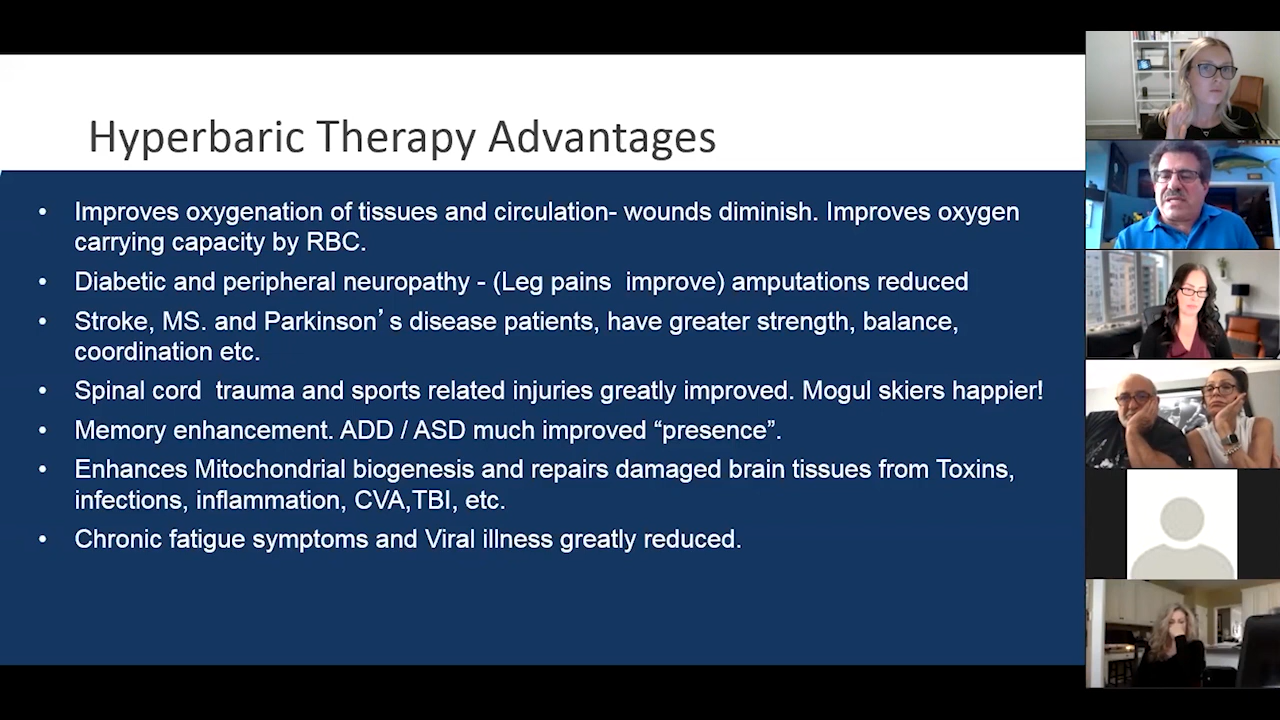 Hyperbaric Therapy Advantages
• Improves oxygenation of tissues and circulation- wounds diminish. Improves oxygen
carrying capacity by RBC.
• Diabetic and peripheral neuropathy - (Leg pains  improve) amputations reduced
• Stroke, MS. and Parkinson’s disease patients, have greater strength, balance,
coordination etc.
• Spinal cord  trauma and sports related injuries greatly improved. Mogul skiers happier!
• Memory enhancement. ADD / ASD much improved “presence”.
• Enhances Mitochondrial biogenesis and repairs damaged brain tissues from Toxins,
infections, inflammation, CVA,TBI, etc.
• Chronic fatigue symptoms and Viral illness greatly reduced.